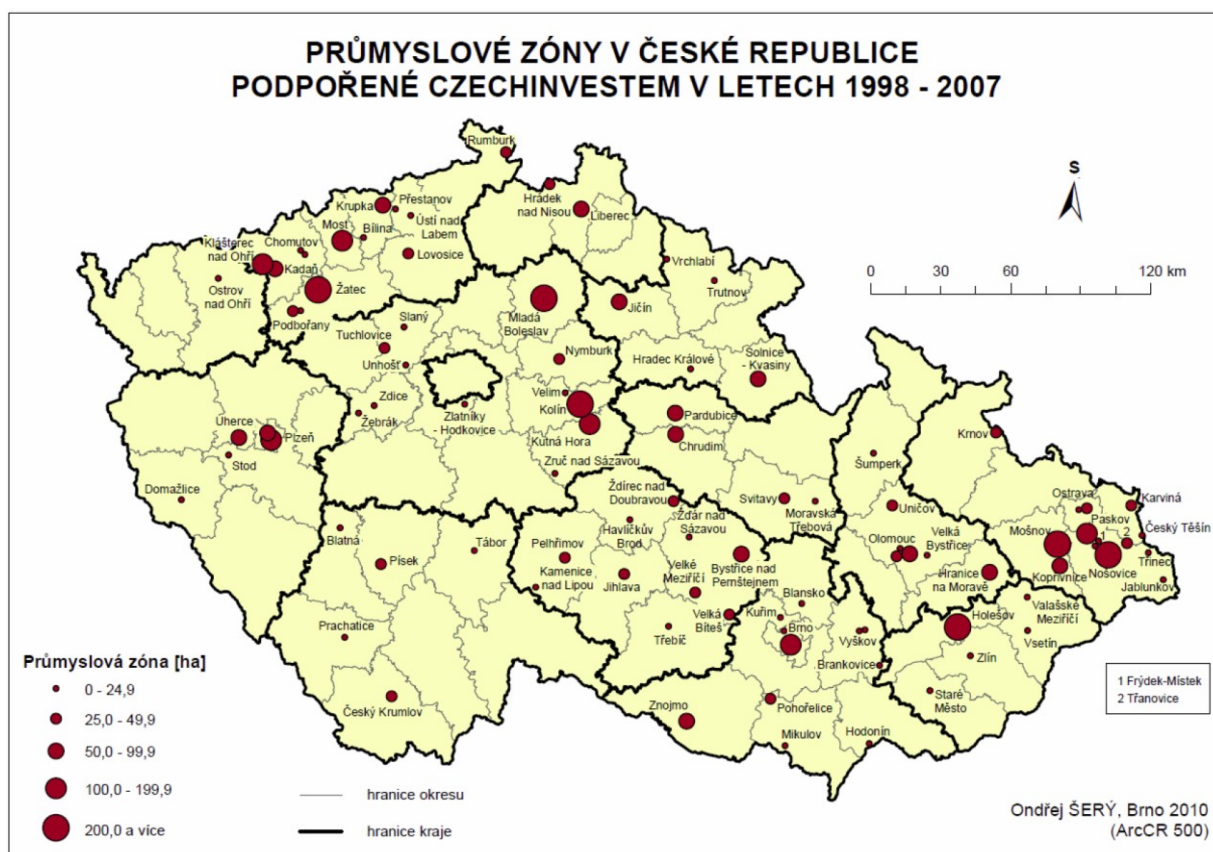 PRŮMYSLOVÉ ZÓNY V ČESKÉ REPUBLICE
PODPOŘENÉ CZECHINVESTEM V LETECH 1998 - 2007
Rumburk
S
Krupka
Přestanov
Hrádek
nad Nisou
Liberec
Ústí nad
Labem
Most
Bílina
Chomutov
Klášterec
nad Ohří
Kadaň
Lovosice
Vrchlabí
Trutnov
0 30 60 120 km
Ostrov
nad Ohří
Žatec
Mladá
Boleslav
Jičín
Podbořany
Slaný
Tuchlovice
Unhošť
Nymburk
Hradec Králové
Solnice
- Kvasiny
Velim
Kolín
Zdice
Žebrák
Zlatníky
- Hodkovice
Kutná Hora
Pardubice
Chrudim
Úherce
Plzeň
Stod
Krnov
Šumperk
Zruč nad Sázavou
Domažlice
Ždírec nad
Doubravou
Svitavy
Moravská
Třebová
Uničov
Ostrava
Karviná
Paskov
Český Těšín
Mošnov
1
2
Blatná
Písek
Tábor
Havlíčkův
Brod
Žďár nad
Sázavou
Pelhřimov
Kamenice
nad Lipou
Jihlava
Velké
Meziříčí
Bystřice nad
Pernštejnem
Olomouc
Velká
Bystřice
Hranice
na Moravě
Kopřivnice
Nošovice
Třinec
Jablunkov
Blansko
Kuřim
Brno
Velká
Bíteš
Třebíč
Vyškov
Brankovice
Holešov
Valašské
Meziříčí
Vsetín
Zlín
Prachatice
Staré
Město
Český Krumlov
Znojmo
Pohořelice
Mikulov
Hodonín
1 Frýdek-Místek
2 Třanovice
Průmyslová zóna [ha]
0 - 24,9
25,0 - 49,9
50,0 - 99,9
100,0 - 199,9
200,0 a více
hranice okresu
hranice kraje
Ondřej ŠERÝ, Brno 2010
(ArcCR 500)